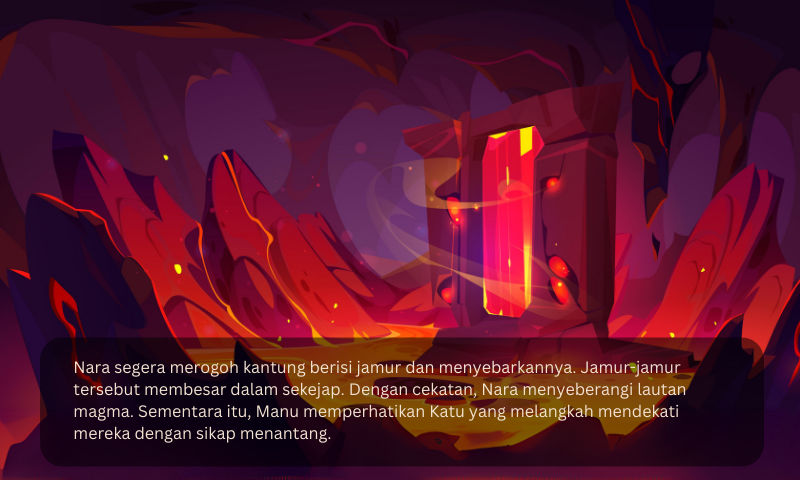 Nara segera merogoh kantung berisi jamur dan menyebarkannya. Jamur-jamur
tersebut membesar dalam sekejap. Dengan cekatan, Nara menyeberangi lautan
magma. Sementara itu, Manu memperhatikan Katu yang melangkah mendekati
mereka dengan sikap menantang.